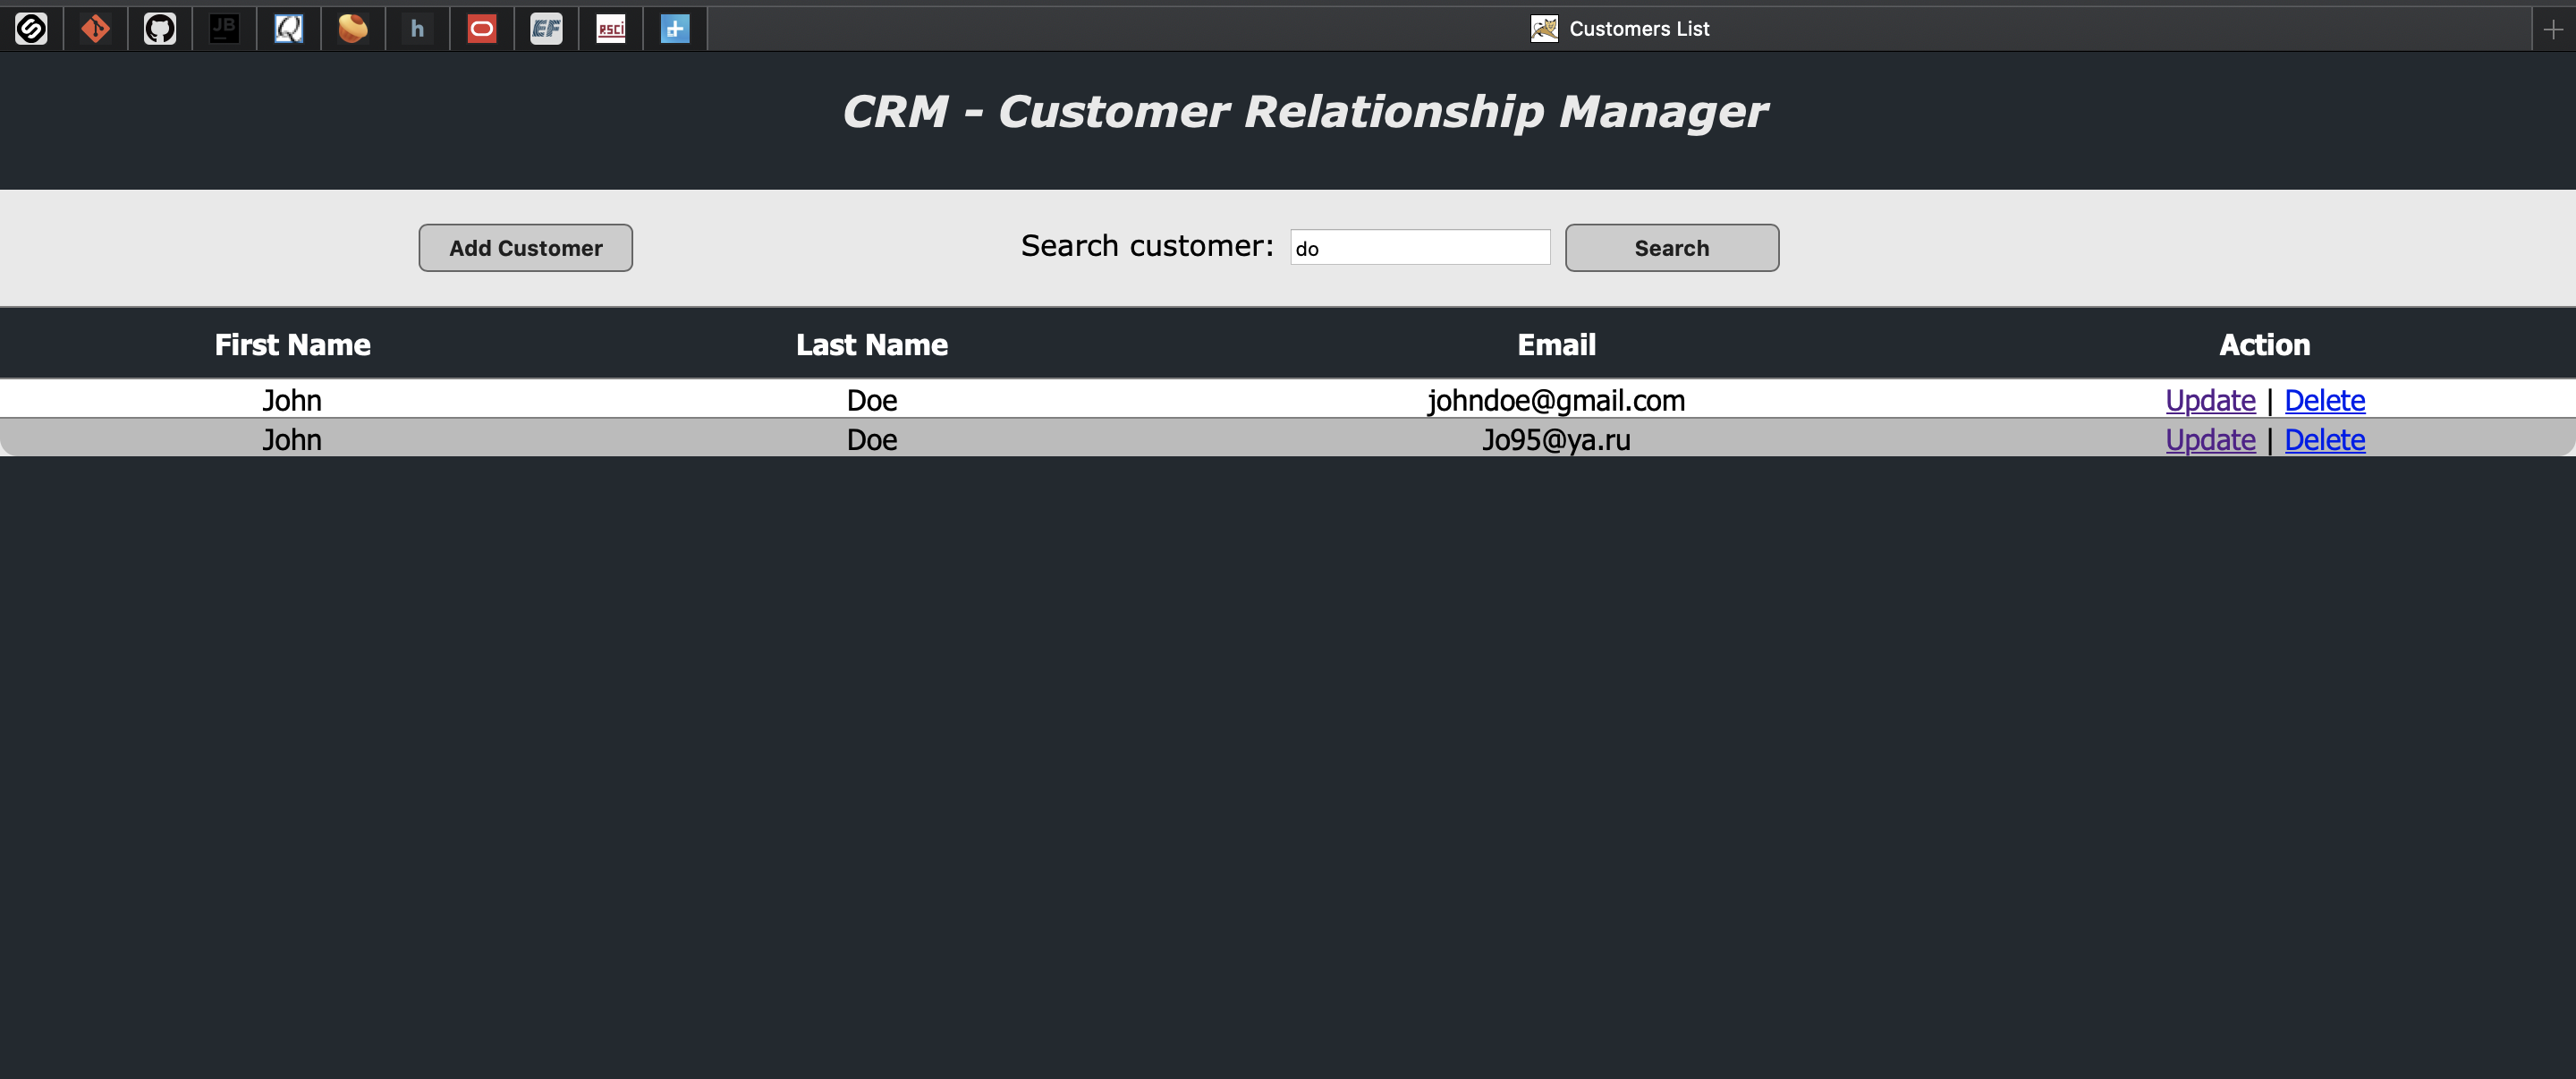 JB h EF RSCI Customers List
CRM - Customer Relationship Manager
Add Customer Search customer: do Search
First Name Last Name Email Action
John Doe johndoe@gmail.com Update | Delete
John Doe Jo95@ya.ru Update | Delete